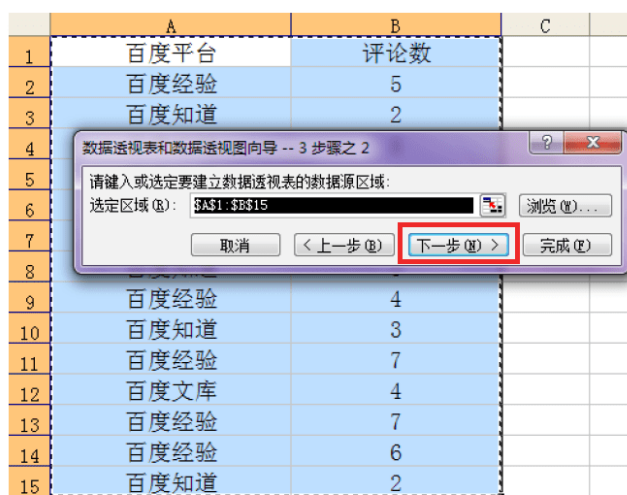 A B C
1 百度平台 评论数
2 百度经验 5
3 百度知道 2
4
数据透视表和数据透视图向导 -- 3 步骤之 2
5
请键入或选定要建立数据透视表的数据源区域:
6
选定区域(R): $A$1:$B$15 浏览(W)...
7
取消 < 上一步(B) 下一步(N) > 完成(F)
8
9 百度经验 4
10 百度知道 3
11 百度经验 7
12 百度文库 4
13 百度经验 7
14 百度经验 6
15 百度知道 2